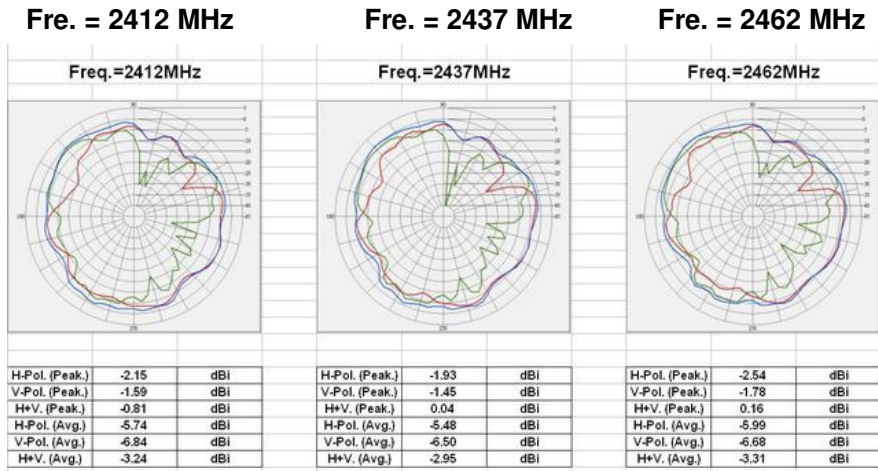 Fre. = 2412 MHz
Fre. = 2437 MHz
Fre. = 2462 MHz
Freq.=2412MHz
Freq.=2437MHz
Freq.=2462MHz
H-Pol. (Peak.) -2.15 dBi
V-Pol. (Peak.) -1.59 dBi
H+V. (Peak.) -0.81 dBi
H-Pol. (Avg.) -5.74 dBi
V-Pol. (Avg.) -6.84 dBi
H+V. (Avg.) -3.24 dBi
H-Pol. (Peak.) -1.93 dBi
V-Pol. (Peak.) -1.45 dBi
H+V. (Peak.) 0.04 dBi
H-Pol. (Avg.) -5.48 dBi
V-Pol. (Avg.) -6.50 dBi
H+V. (Avg.) -2.95 dBi
H-Pol. (Peak.) -2.54 dBi
V-Pol. (Peak.) -1.78 dBi
H+V. (Peak.) 0.16 dBi
H-Pol. (Avg.) -5.99 dBi
V-Pol. (Avg.) -6.68 dBi
H+V. (Avg.) -3.31 dBi